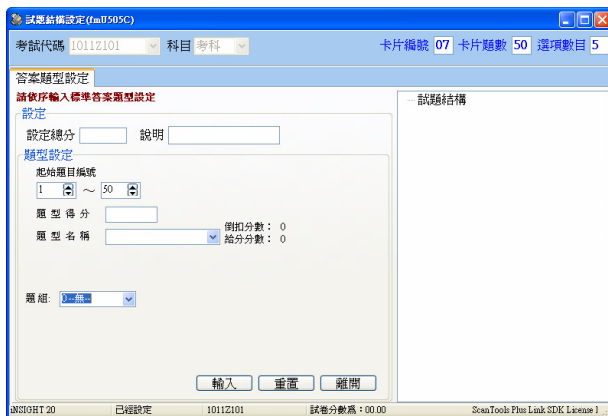 試題結構設定(fmU505C)
考試代碼 1011Z101 科目 考科 卡片編號 07 卡片題數 50 選項數目 5
答案題型設定
請依序輸入標準答案題型設定
試題結構
設定
設定總分 說明
題型設定
起始題目編號
1 ～ 50
題型得分
倒扣分數： 0
題型名稱
給分分數： 0
題組: 0--無--
輸入 重置 離開
iNSIGHT 20 已經設定 1011Z101 試卷分數為：00.00 ScanTools Plus Link SDK License 1